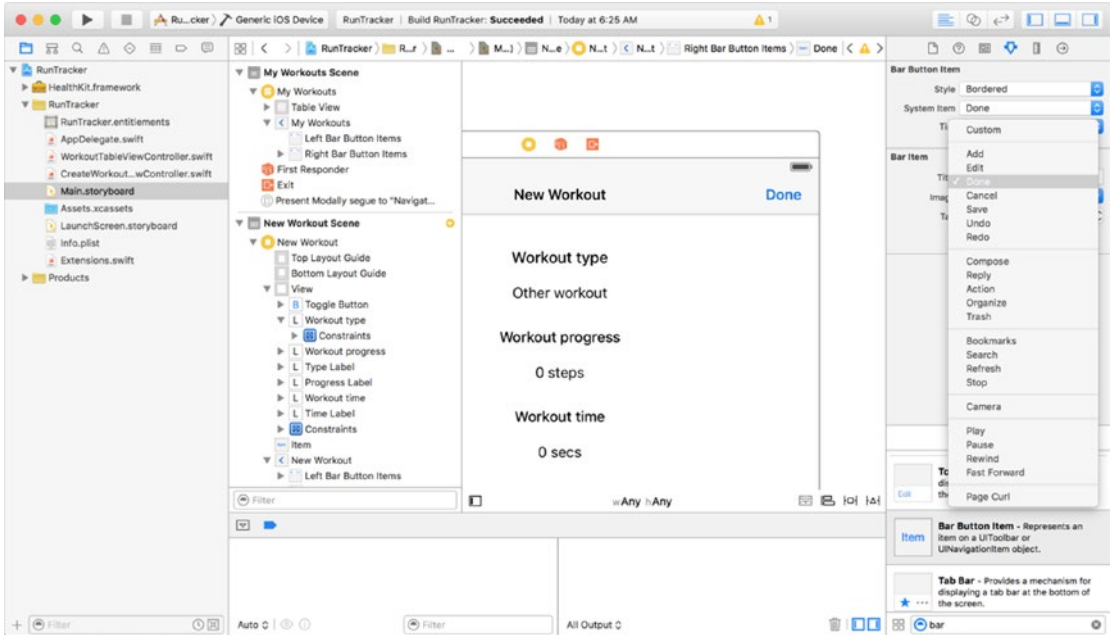 Ru...cker) Generic iOS Device
RunTracker | Build RunTracker: Succeeded | Today at 6:25 AM
1
RunTracker
HealthKit.framework
RunTracker
RunTracker.entitlements
AppDelegate.swift
WorkoutTableViewController.swift
CreateWorkout...wController.swift
Main.storyboard
Assets.xcassets
LaunchScreen.storyboard
Info.plist
Extensions.swift
Products
Filter
RunTracker R...r ... M...) N...e N...t N...t Right Bar Button Items Done
My Workouts Scene
My Workouts
Table View
My Workouts
Left Bar Button Items
Right Bar Button Items
First Responder
Exit
Present Modally segue to "Navigat...
New Workout Scene
New Workout
Top Layout Guide
Bottom Layout Guide
View
B Toggle Button
L Workout type
Constraints
L Workout progress
L Type Label
L Progress Label
L Workout time
L Time Label
Constraints
Item
New Workout
Left Bar Button Items
Filter
New Workout
Done
Workout type
Other workout
Workout progress
0 steps
Workout time
0 secs
wAny hAny
Auto
Filter
All Output
Bar Button Item
Style Bordered
System Item Done
Ti
Bar Item
Tit
Imag
Ta
Custom
Add
Edit
Done
Cancel
Save
Undo
Redo
Compose
Reply
Action
Organize
Trash
Bookmarks
Search
Refresh
Stop
Camera
Play
Pause
Rewind
Fast Forward
Page Curl
Edit
To
dis
the
Item
Bar Button Item - Represents an
item on a UIToolbar or
UINavigationItem object.
Tab Bar - Provides a mechanism for
displaying a tab bar at the bottom of
the screen.
bar